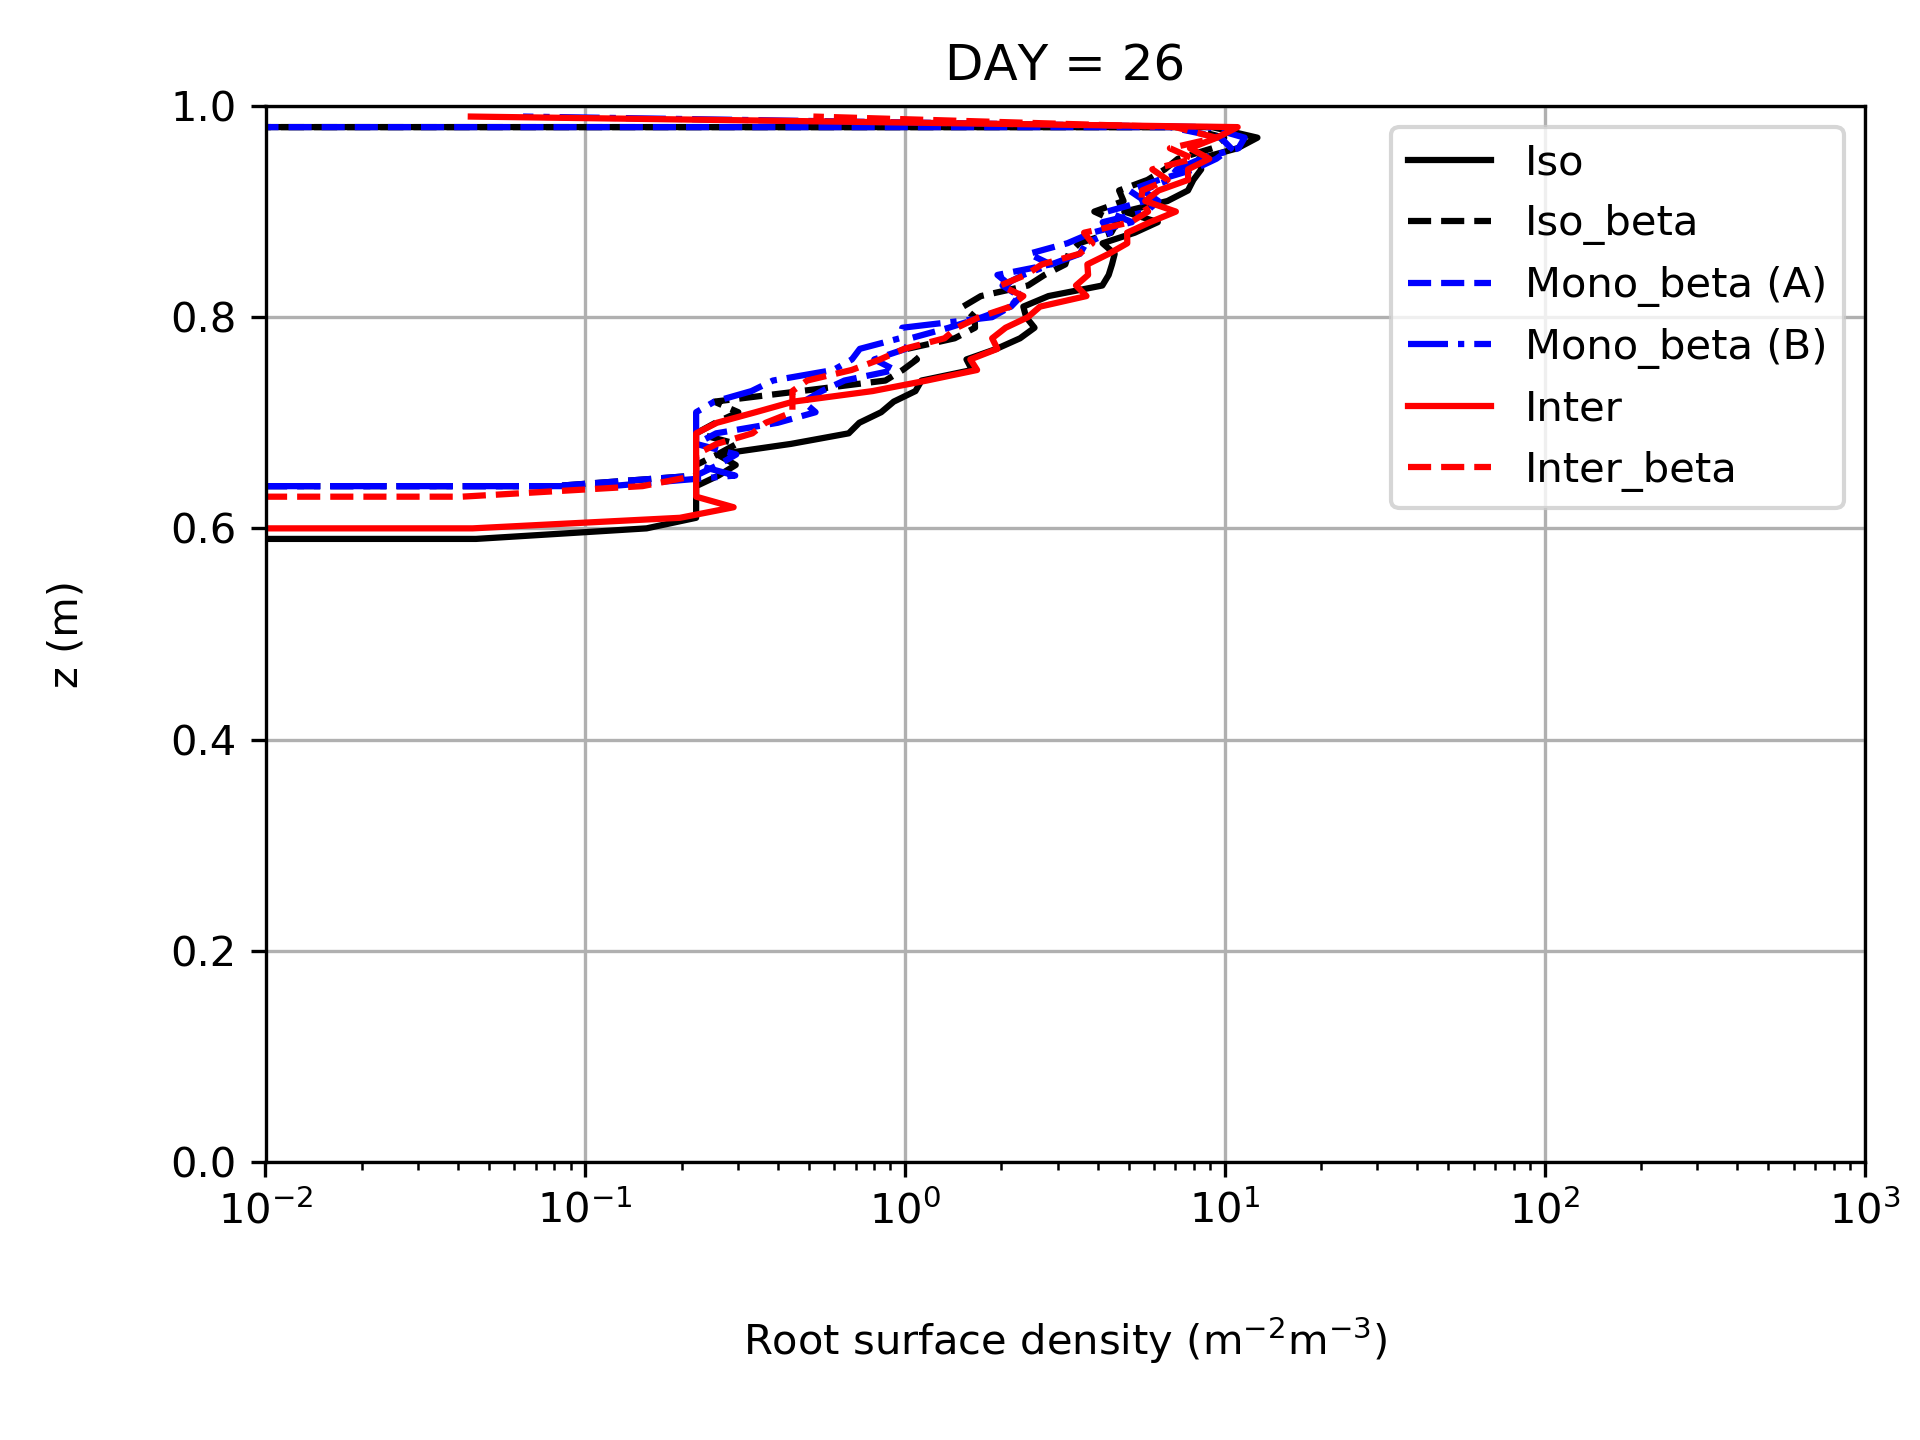 DAY = 26
1.0
0.8
0.6
0.4
0.2
0.0
z (m)
Iso
Iso_beta
Mono_beta (A)
Mono_beta (B)
Inter
Inter_beta
10⁻² 10⁻¹ 10⁰ 10¹ 10² 10³
Root surface density (m⁻²m⁻³)